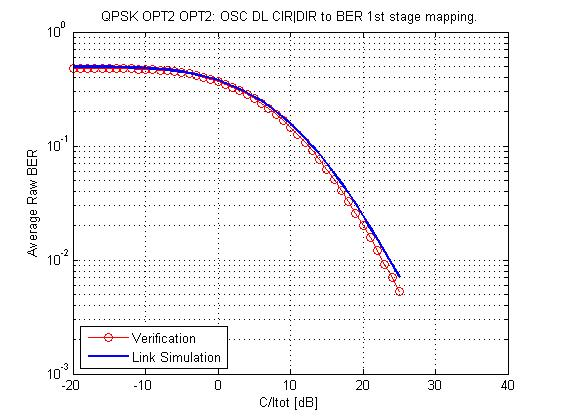 QPSK OPT2 OPT2: OSC DL CIR|DIR to BER 1st stage mapping.
10^0
10^-1
10^-2
10^-3
Average Raw BER
Verification
Link Simulation
-20 -10 0 10 20 30 40
C/Itot [dB]